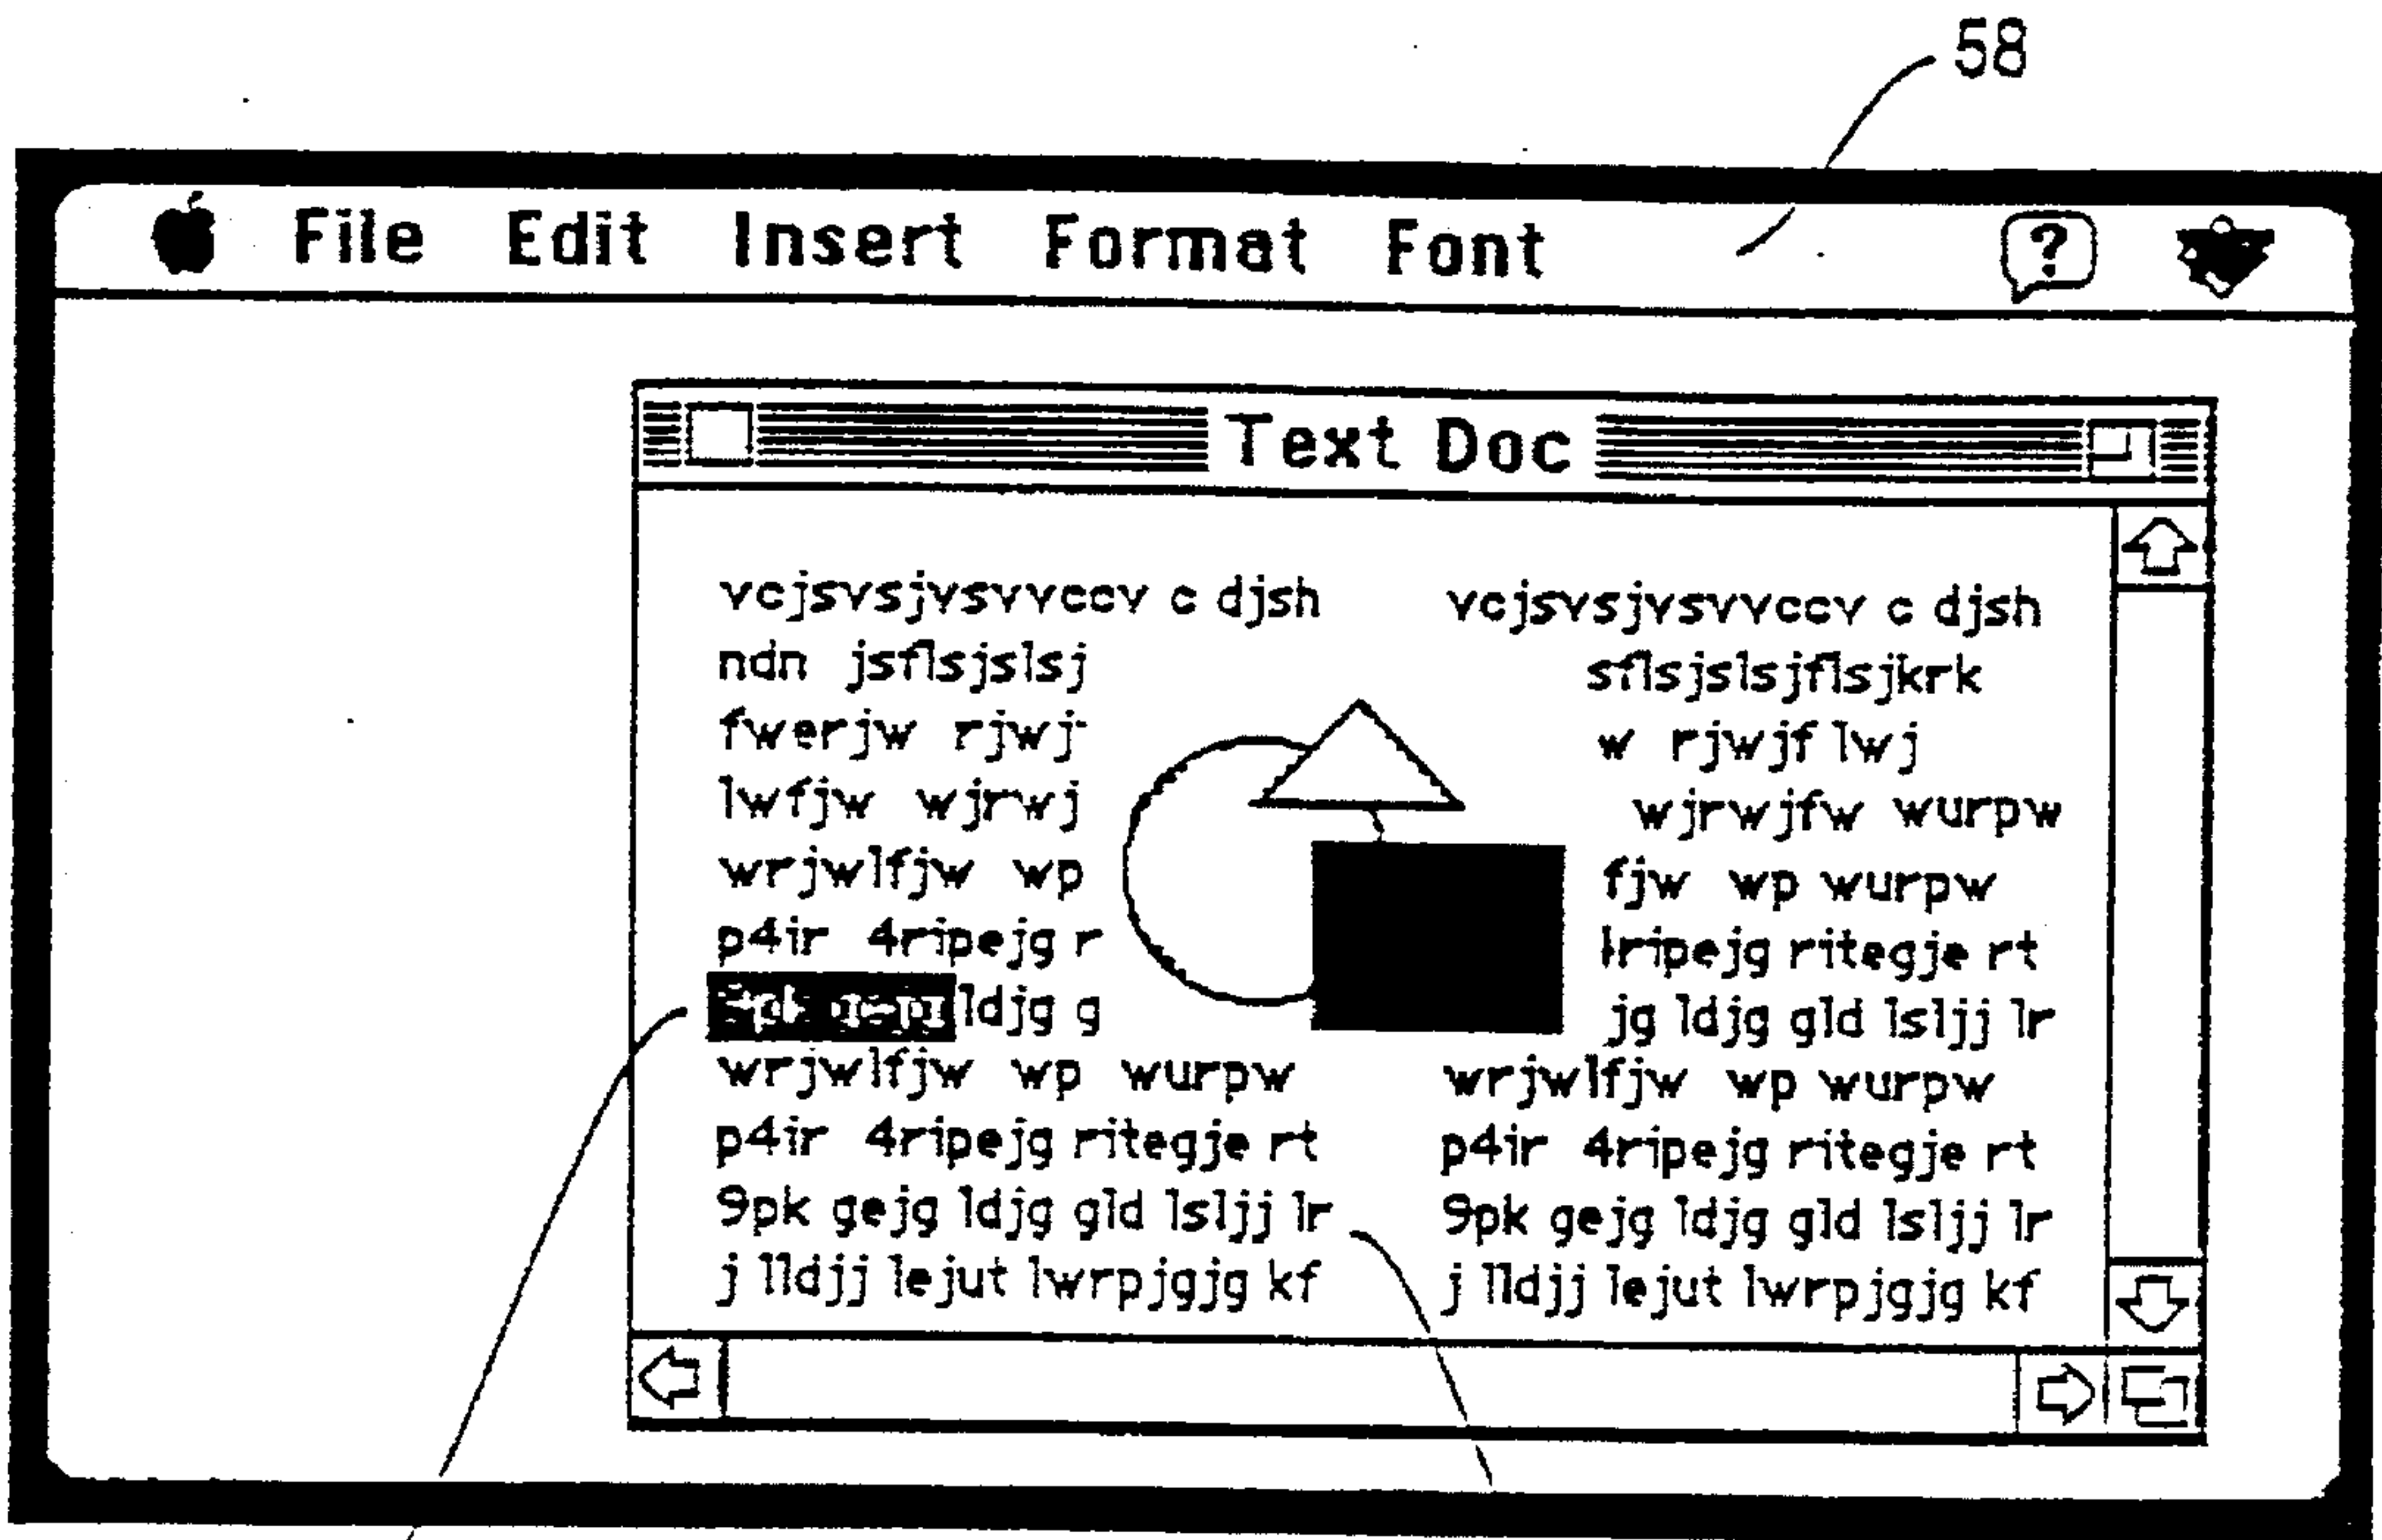 58
File Edit Insert Format Font ?
Text Doc
vcjsvsjvsvvccv c djsh
ndn jsflsjslsj
fwerjw rjwj
lwfjw wjrwj
wrjwlfjw wp
p4ir 4ripejg r
ldjg g
wrjwlfjw wp wurpw
p4ir 4ripejg ritegje rt
9pk gejg ldjg gld lsljj lr
j lldjj lejut lwrpjgjg kf
vcjsvsjvsvvccv c djsh
sflsjslsjflsjkrk
w rjwjf lwj
wjrwjfw wurpw
fjw wp wurpw
ripejg ritegje rt
jg ldjg gld lsljj lr
wrjwlfjw wp wurpw
p4ir 4ripejg ritegje rt
9pk gejg ldjg gld lsljj lr
j lldjj lejut lwrpjgjg kf